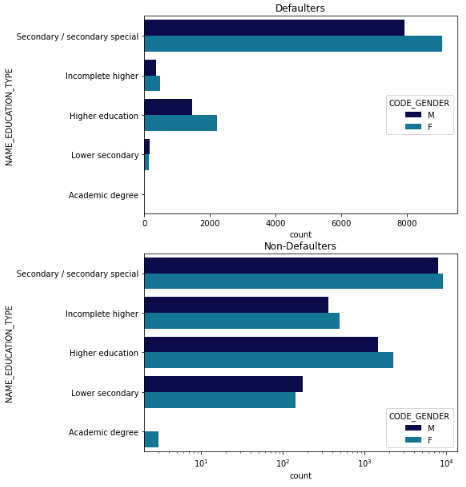 Defaulters
NAME_EDUCATION_TYPE
Secondary / secondary special
Incomplete higher
Higher education
Lower secondary
Academic degree
CODE_GENDER
M
F
0 2000 4000 6000 8000
count
Non-Defaulters
NAME_EDUCATION_TYPE
Secondary / secondary special
Incomplete higher
Higher education
Lower secondary
Academic degree
CODE_GENDER
M
F
10¹ 10² 10³ 10⁴
count